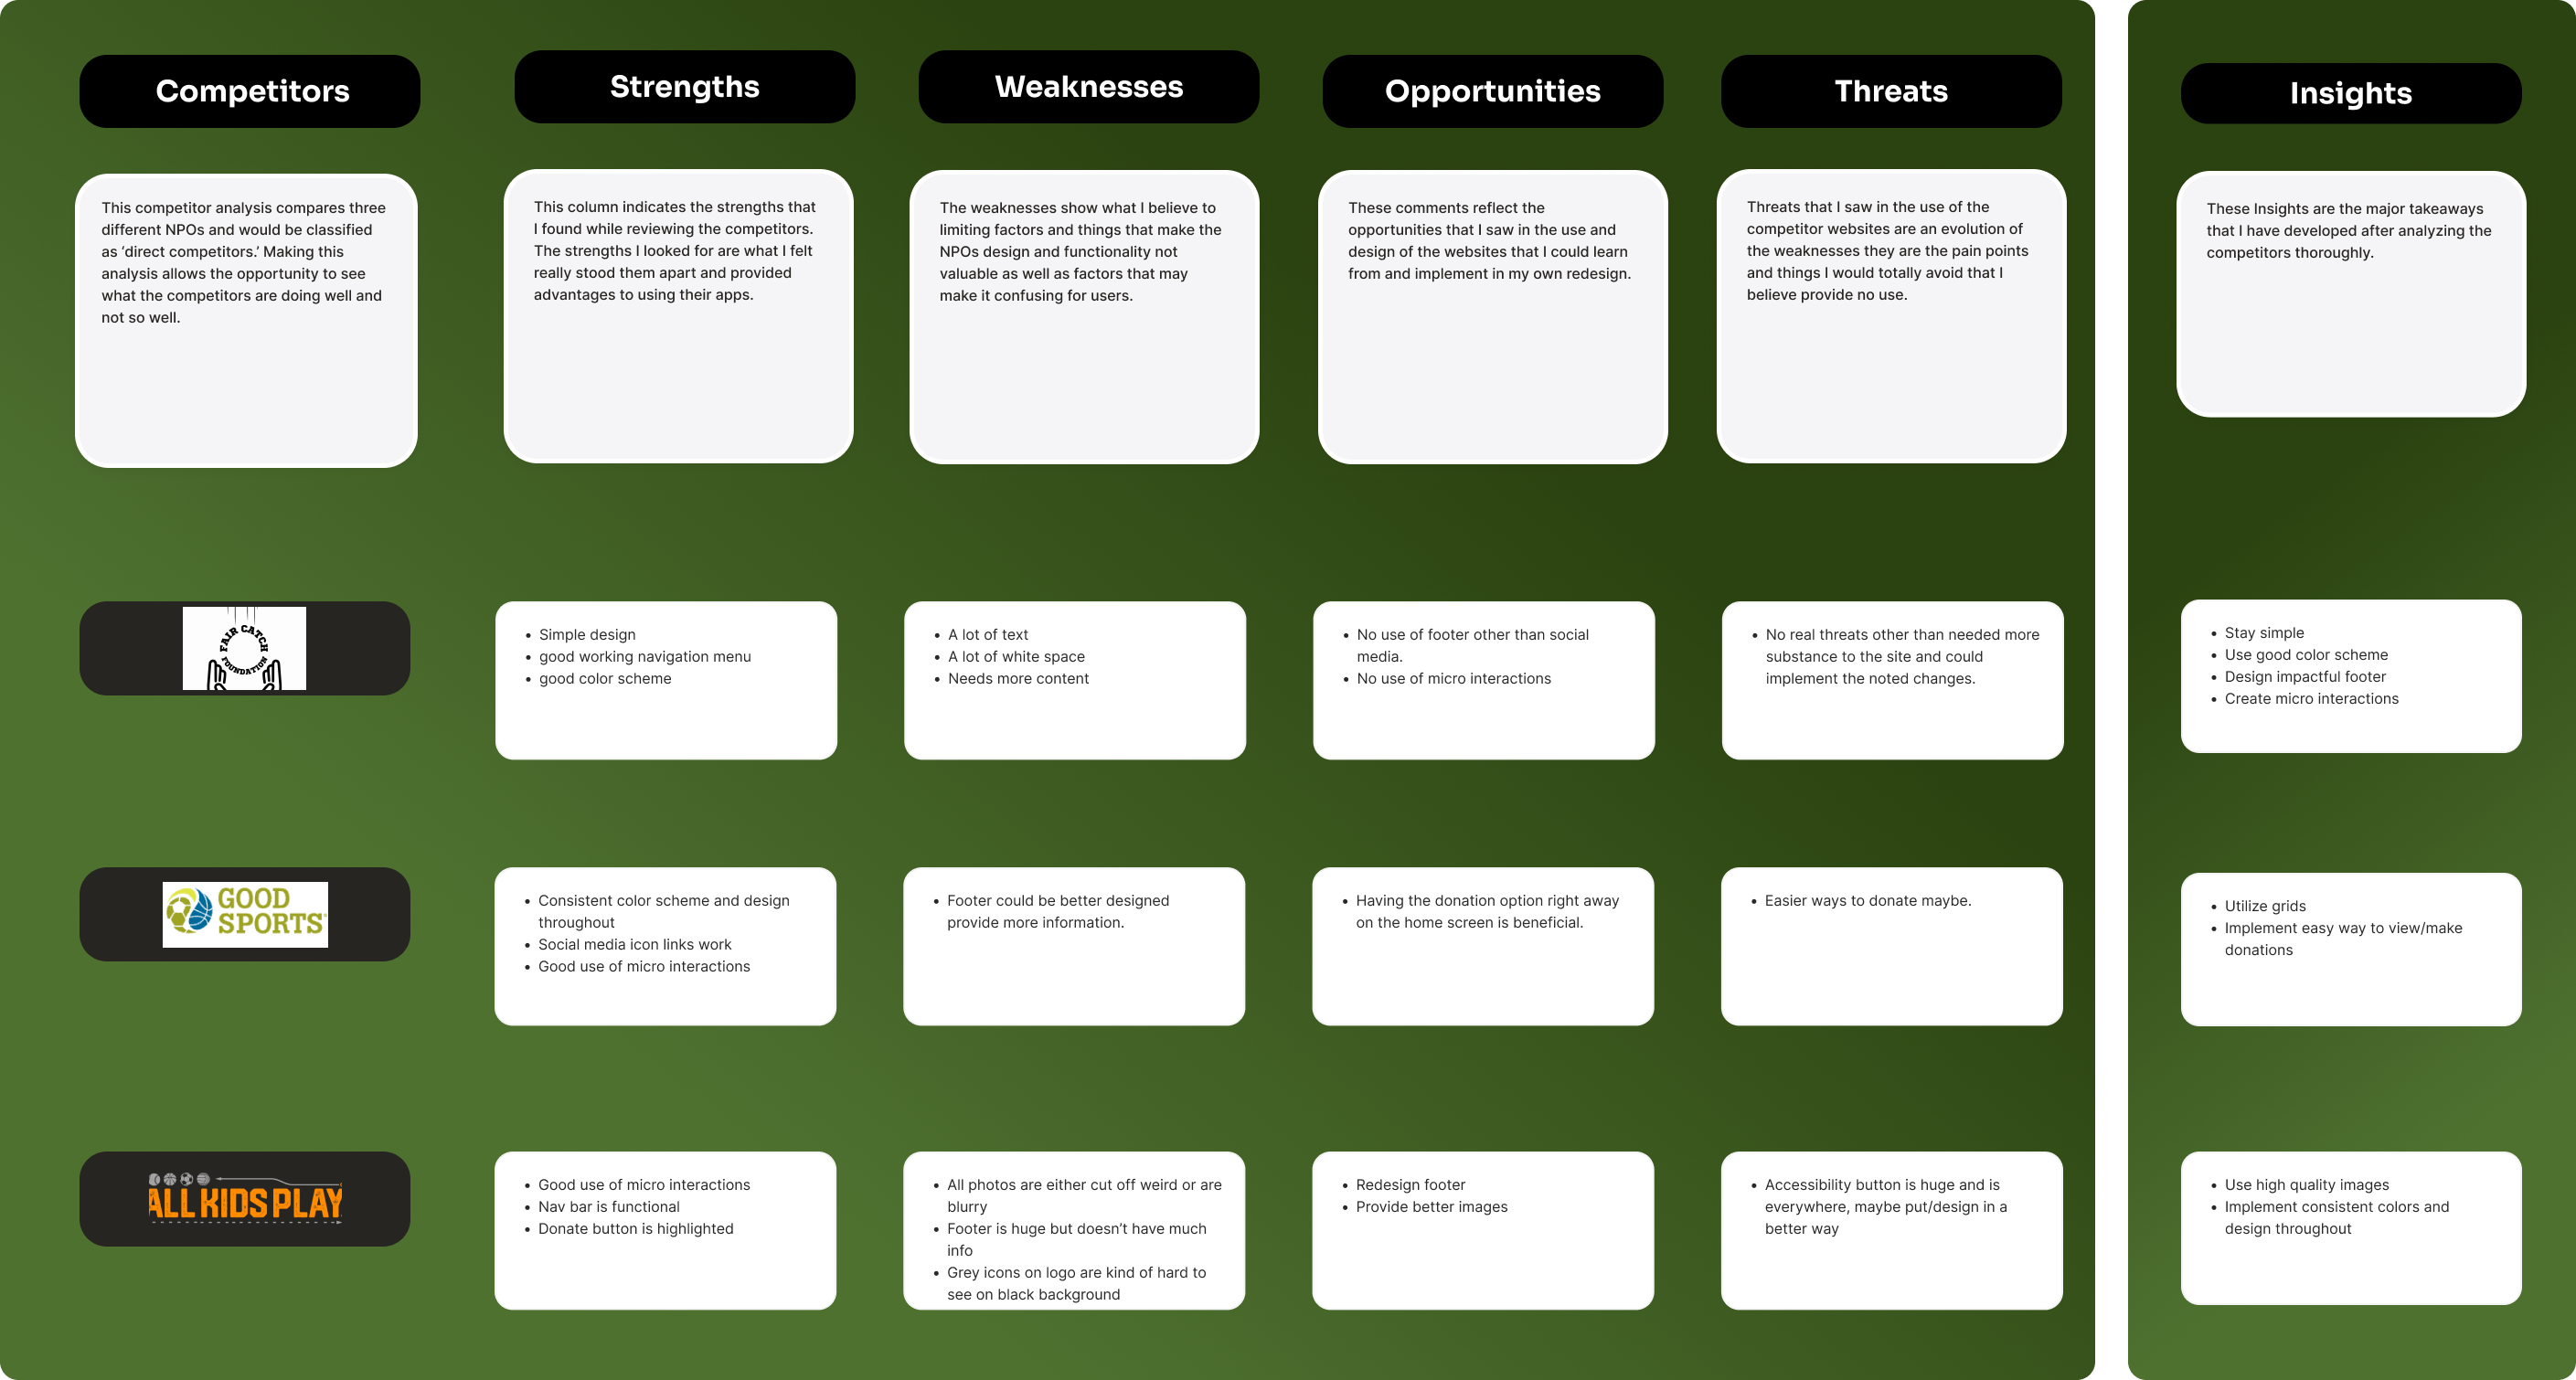 Competitors
Strengths
Weaknesses
Opportunities
Threats
Insights
This competitor analysis compares three
different NPOs and would be classified
as ‘direct competitors.’ Making this
analysis allows the opportunity to see
what the competitors are doing well and
not so well.
This column indicates the strengths that
I found while reviewing the competitors.
The strengths I looked for are what I felt
really stood them apart and provided
advantages to using their apps.
The weaknesses show what I believe to
limiting factors and things that make the
NPOs design and functionality not
valuable as well as factors that may
make it confusing for users.
These comments reflect the
opportunities that I saw in the use and
design of the websites that I could learn
from and implement in my own redesign.
Threats that I saw in the use of the
competitor websites are an evolution of
the weaknesses they are the pain points
and things I would totally avoid that I
believe provide no use.
These Insights are the major takeaways
that I have developed after analyzing the
competitors thoroughly.
FAIR CATCH
FOUNDATION
• Simple design
• good working navigation menu
• good color scheme
• A lot of text
• A lot of white space
• Needs more content
• No use of footer other than social
media.
• No use of micro interactions
• No real threats other than needed more
substance to the site and could
implement the noted changes.
• Stay simple
• Use good color scheme
• Design impactful footer
• Create micro interactions
GOOD
SPORTS
• Consistent color scheme and design
throughout
• Social media icon links work
• Good use of micro interactions
• Footer could be better designed
provide more information.
• Having the donation option right away
on the home screen is beneficial.
• Easier ways to donate maybe.
• Utilize grids
• Implement easy way to view/make
donations
ALL KIDS PLAY
• Good use of micro interactions
• Nav bar is functional
• Donate button is highlighted
• All photos are either cut off weird or are
blurry
• Footer is huge but doesn’t have much
info
• Grey icons on logo are kind of hard to
see on black background
• Redesign footer
• Provide better images
• Accessibility button is huge and is
everywhere, maybe put/design in a
better way
• Use high quality images
• Implement consistent colors and
design throughout